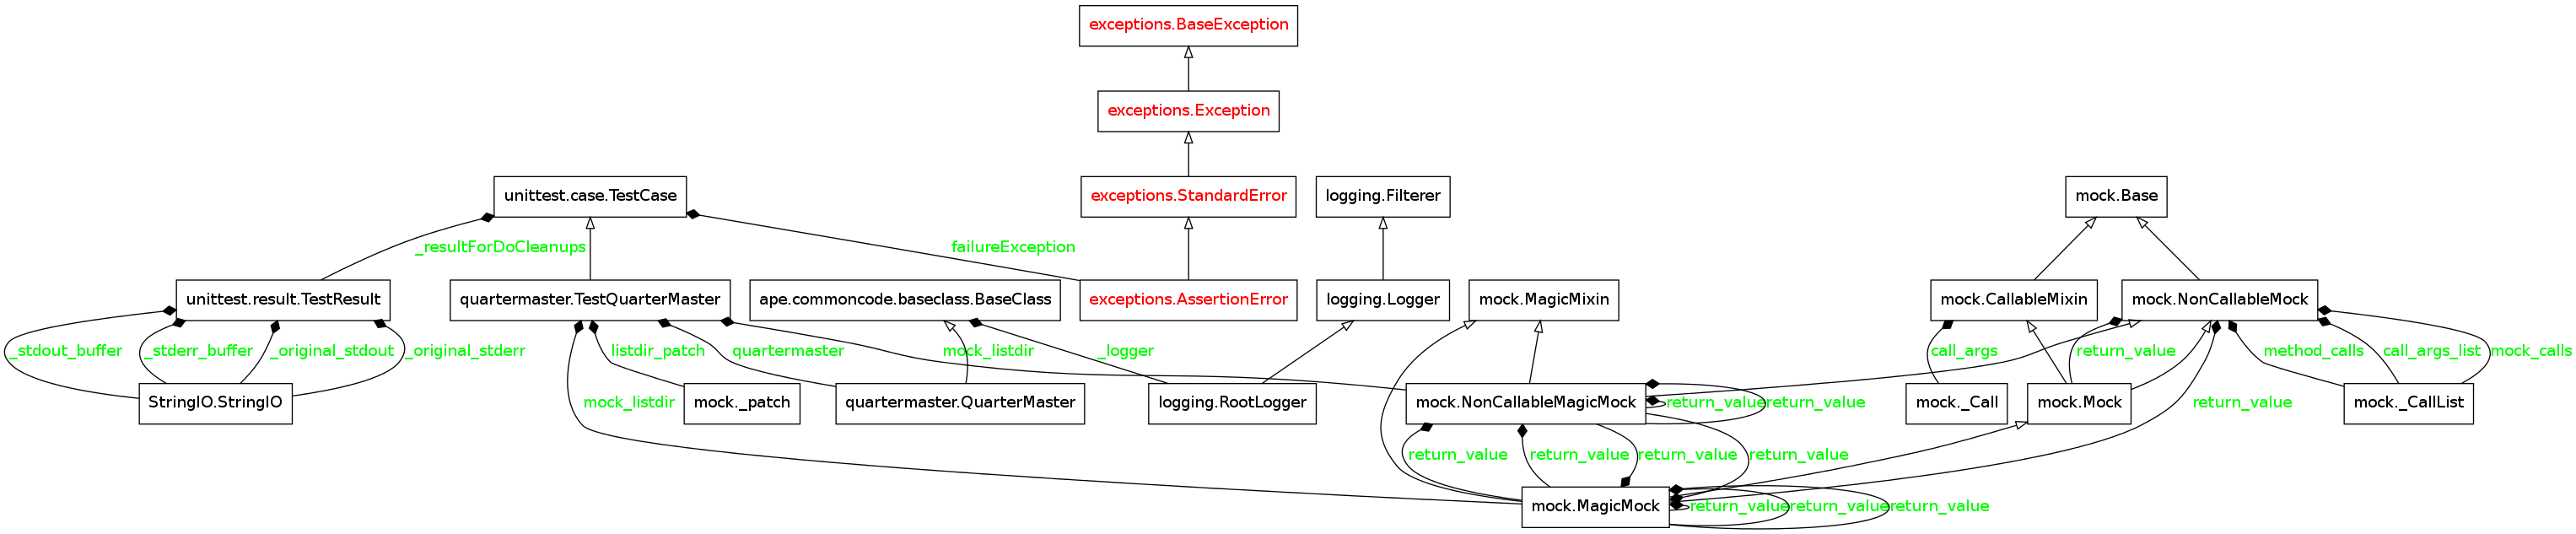 exceptions.BaseException
exceptions.Exception
unittest.case.TestCase
exceptions.StandardError
logging.Filterer
mock.Base
_resultForDoCleanups
failureException
unittest.result.TestResult
quartermaster.TestQuarterMaster
ape.commoncode.baseclass.BaseClass
exceptions.AssertionError
logging.Logger
mock.MagicMixin
mock.CallableMixin
mock.NonCallableMock
_stdout_buffer
_stderr_buffer
_original_stdout
_original_stderr
listdir_patch
quartermaster
mock_listdir
_logger
call_args
return_value
method_calls
call_args_list
mock_calls
StringIO.StringIO
mock_listdir
mock._patch
quartermaster.QuarterMaster
logging.RootLogger
mock.NonCallableMagicMock
return_value
return_value
mock._Call
mock.Mock
return_value
mock._CallList
return_value
return_value
return_value
return_value
mock.MagicMock
return_value
return_value
return_value